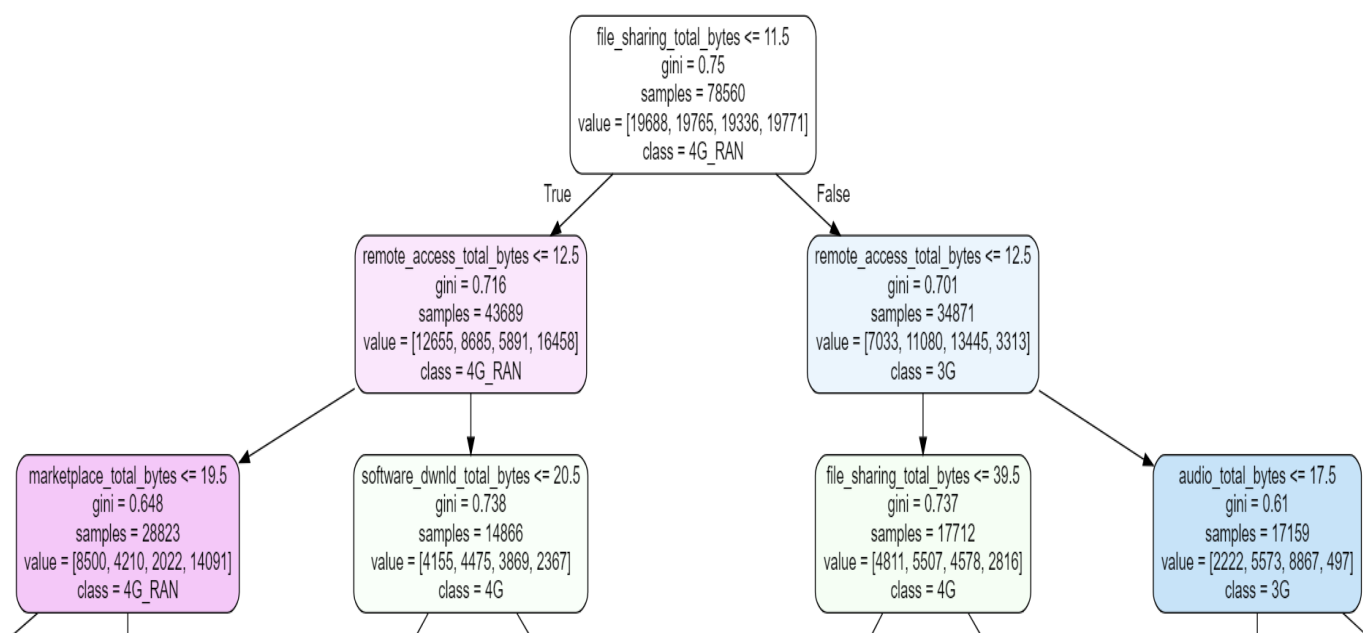 file_sharing_total_bytes <= 11.5
gini = 0.75
samples = 78560
value = [19688, 19765, 19336, 19771]
class = 4G_RAN
True
False
remote_access_total_bytes <= 12.5
gini = 0.716
samples = 43689
value = [12655, 8685, 5891, 16458]
class = 4G_RAN
remote_access_total_bytes <= 12.5
gini = 0.701
samples = 34871
value = [7033, 11080, 13445, 3313]
class = 3G
marketplace_total_bytes <= 19.5
gini = 0.648
samples = 28823
value = [8500, 4210, 2022, 14091]
class = 4G_RAN
software_dwnld_total_bytes <= 20.5
gini = 0.738
samples = 14866
value = [4155, 4475, 3869, 2367]
class = 4G
file_sharing_total_bytes <= 39.5
gini = 0.737
samples = 17712
value = [4811, 5507, 4578, 2816]
class = 4G
audio_total_bytes <= 17.5
gini = 0.61
samples = 17159
value = [2222, 5573, 8867, 497]
class = 3G